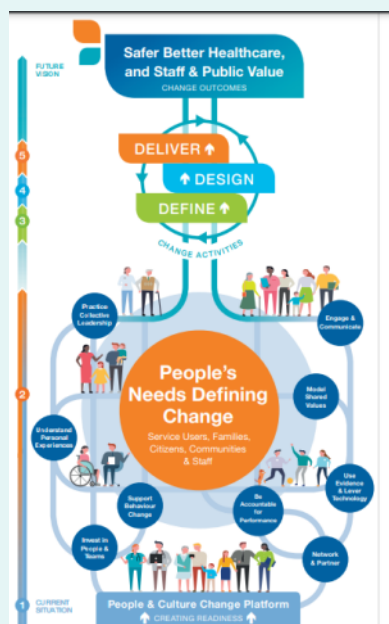 FUTURE
VISION
Safer Better Healthcare,
and Staff & Public Value
CHANGE OUTCOMES
5
4
3
DELIVER
DESIGN
DEFINE
CHANGE ACTIVITIES
Practice
Collective
Leadership
Engage &
Communicate
People's
Needs Defining
Change
Service Users, Families,
Citizens, Communities
& Staff
Model
Shared
Values
2
Understand
Personal
Experiences
Use
Evidence
& Lever
Technology
Support
Behaviour
Change
Be
Accountable
for
Performance
Invest in
People &
Teams
Network
& Partner
1
CURRENT
SITUATION
People & Culture Change Platform
CREATING READINESS